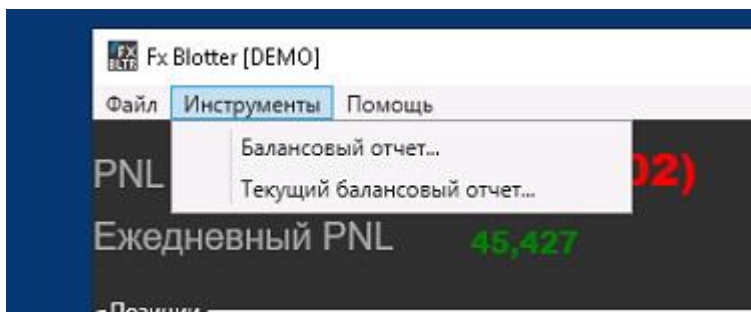 FX
BLTR
Fx Blotter [DEMO]
Файл Инструменты Помощь
Балансовый отчет...
Текущий балансовый отчет...
PNL 02)
Ежедневный PNL 45,427
Позиции